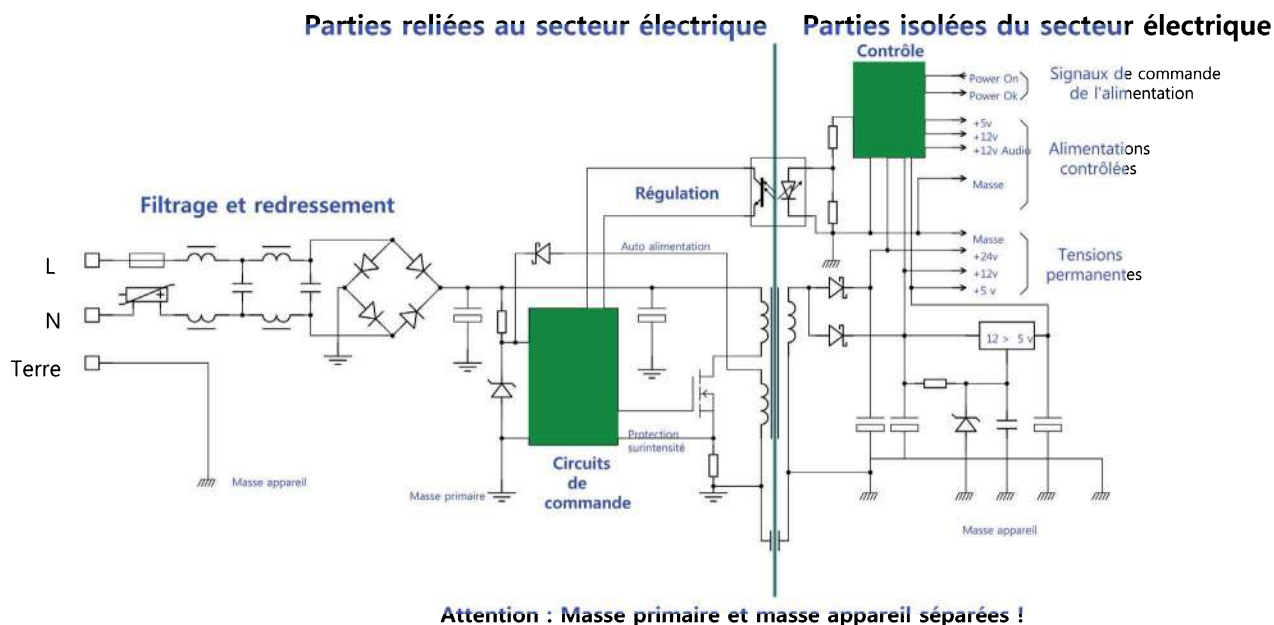 Parties reliées au secteur électrique
Parties isolées du secteur électrique
Contrôle
Power On
Power Ok
Signaux de commande
de l'alimentation
+5v
+12v
+12v Audio
Alimentations
contrôlées
Masse
Régulation
Filtrage et redressement
Auto alimentation
Masse
+24v
+12v
+5 v
Tensions
permanentes
L
N
Terre
12 > 5 v
Protection
surintensité
Circuits
de
commande
Masse appareil
Masse primaire
Masse appareil
Attention : Masse primaire et masse appareil séparées !